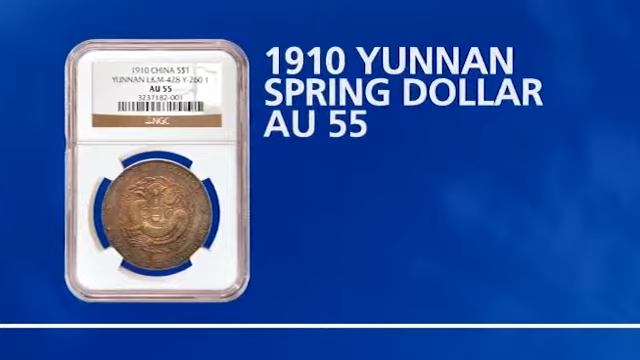 1910 CHINA S$1
YUNNAN L&M-428 Y-260.1
AU 55
3237182-001
NGC
1910 YUNNAN
SPRING DOLLAR
AU 55